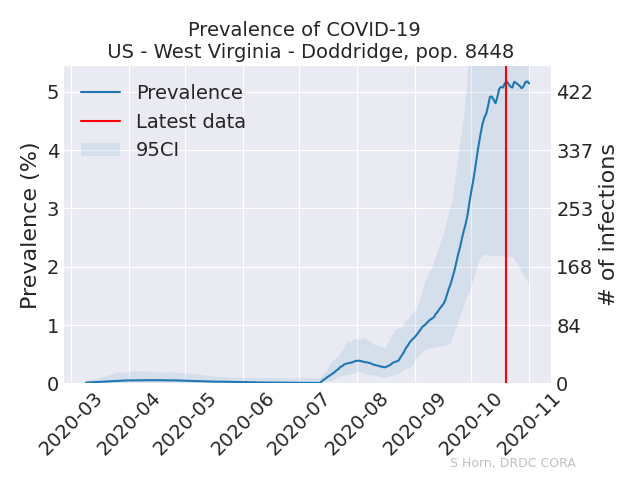 Prevalence of COVID-19
US - West Virginia - Doddridge, pop. 8448
Prevalence
Latest data
95CI
Prevalence (%)
5
4
3
2
1
0
# of infections
422
337
253
168
84
0
2020-03
2020-04
2020-05
2020-06
2020-07
2020-08
2020-09
2020-10
2020-11
S Horn, DRDC CORA